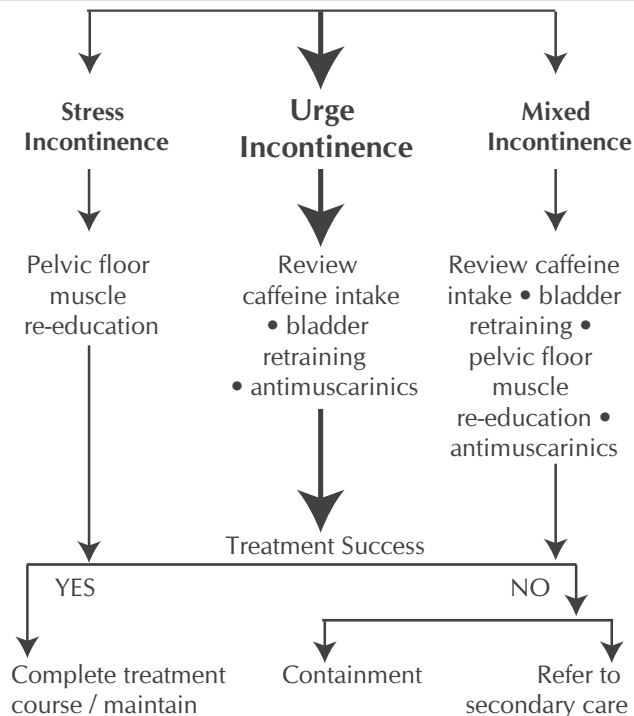 Stress
Incontinence
Urge
Incontinence
Mixed
Incontinence
Pelvic floor
muscle
re-education
Review
caffeine intake
• bladder
retraining
• antimuscarinics
Review caffeine
intake • bladder
retraining •
pelvic floor
muscle
re-education •
antimuscarinics
Treatment Success
YES
NO
Complete treatment
course / maintain
Containment
Refer to
secondary care